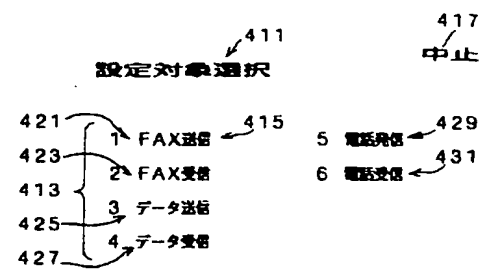 411
417
設定対象選択
中止
421
415
429
1 FAX送信
5 電話発信
423
431
2 FAX受信
6 電話受信
413
3 データ送信
425
4 データ受信
427